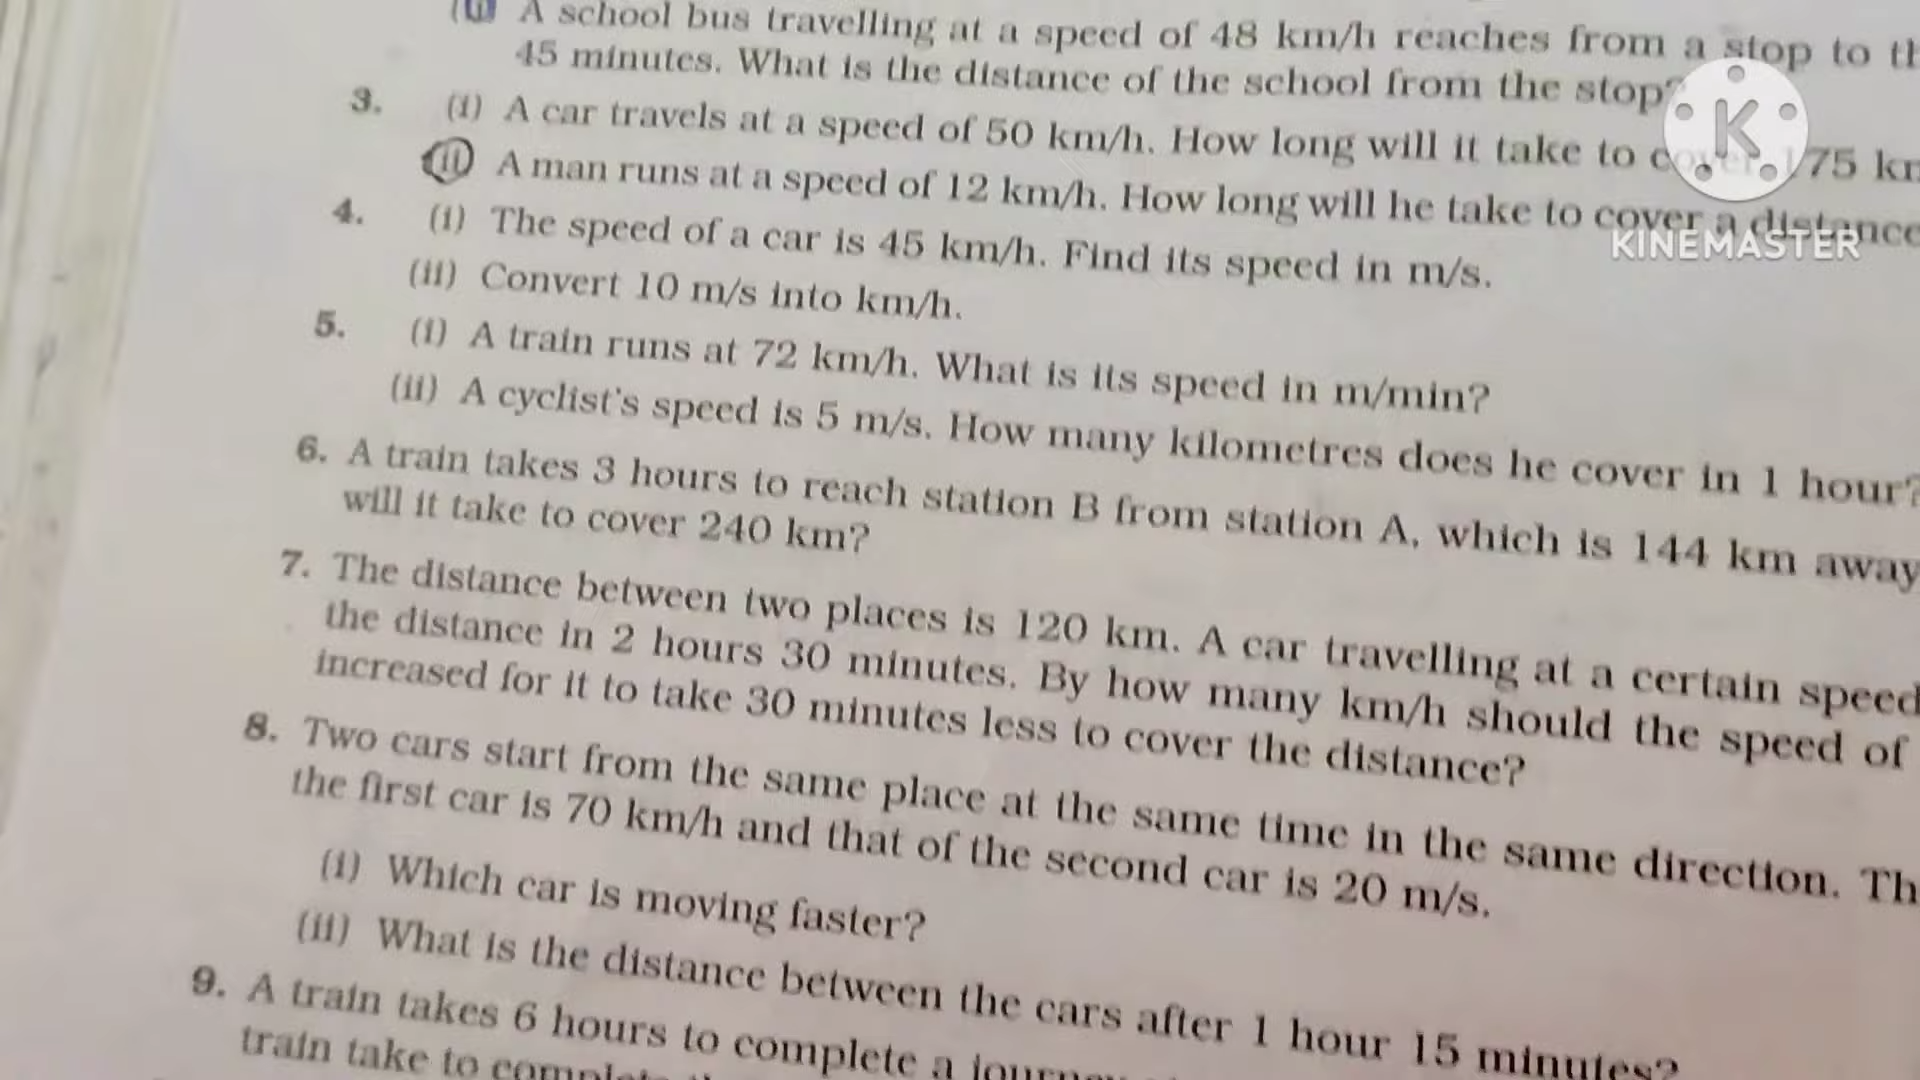 (ii) A school bus travelling at a speed of 48 km/h reaches from a stop to th
45 minutes. What is the distance of the school from the stop?
3. (i) A car travels at a speed of 50 km/h. How long will it take to cover 175 km
(ii) A man runs at a speed of 12 km/h. How long will he take to cover a distance
KINEMASTER
4. (i) The speed of a car is 45 km/h. Find its speed in m/s.
(ii) Convert 10 m/s into km/h.
5. (i) A train runs at 72 km/h. What is its speed in m/min?
(ii) A cyclist's speed is 5 m/s. How many kilometres does he cover in 1 hour?
6. A train takes 3 hours to reach station B from station A, which is 144 km away
will it take to cover 240 km?
7. The distance between two places is 120 km. A car travelling at a certain speed
the distance in 2 hours 30 minutes. By how many km/h should the speed of
increased for it to take 30 minutes less to cover the distance?
8. Two cars start from the same place at the same time in the same direction. Th
the first car is 70 km/h and that of the second car is 20 m/s.
(i) Which car is moving faster?
(ii) What is the distance between the cars after 1 hour 15 minutes?
9. A train takes 6 hours to complete a journey
train take to complete